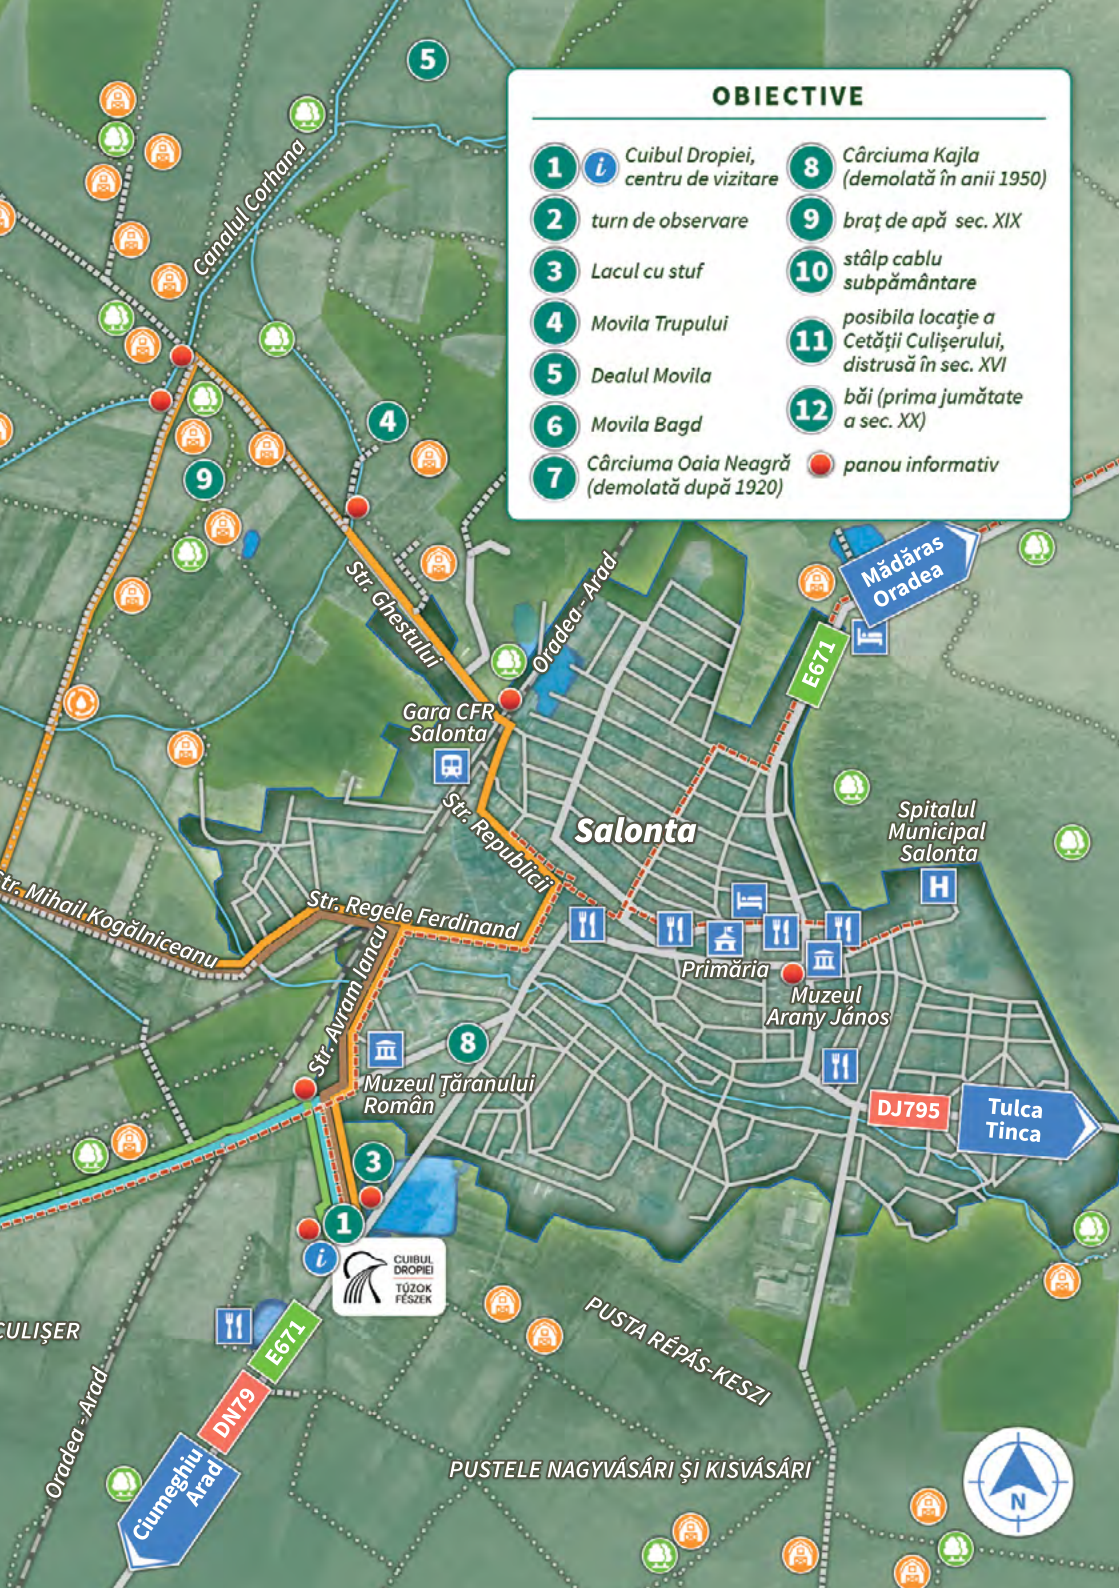 OBIECTIVE
1 i Cuibul Dropiei,
centru de vizitare
2 turn de observare
3 Lacul cu stuf
4 Movila Trupului
5 Dealul Movila
6 Movila Bagd
7 Cârciuma Oaia Neagră
(demolată după 1920)
8 Cârciuma Kajla
(demolată în anii 1950)
9 braț de apă sec. XIX
10 stâlp cablu
subpământare
11 posibila locație a
Cetății Culișerului,
distrusă în sec. XVI
12 băi (prima jumătate
a sec. XX)
panou informativ
5
Canalul Corhana
4
9
Str. Ghestului
Oradea - Arad
Mădăras
Oradea
E671
Gara CFR
Salonta
Str. Republicii
Salonta
Spitalul
Municipal
Salonta
H
Str. Mihail Kogălniceanu
Str. Regele Ferdinand
Str. Avram Iancu
Primăria
Muzeul
Arany János
8
Muzeul Țăranului
Român
DJ795
Tulca
Tinca
3
1
i
CUIBUL
DROPIEI
TÚZOK
FÉSZEK
CULIȘER
E671
DN79
Ciumeghiu
Arad
Oradea - Arad
PUSTA RÉPÁS-KESZI
PUSTELE NAGYVÁSÁRI ȘI KISVÁSÁRI
N